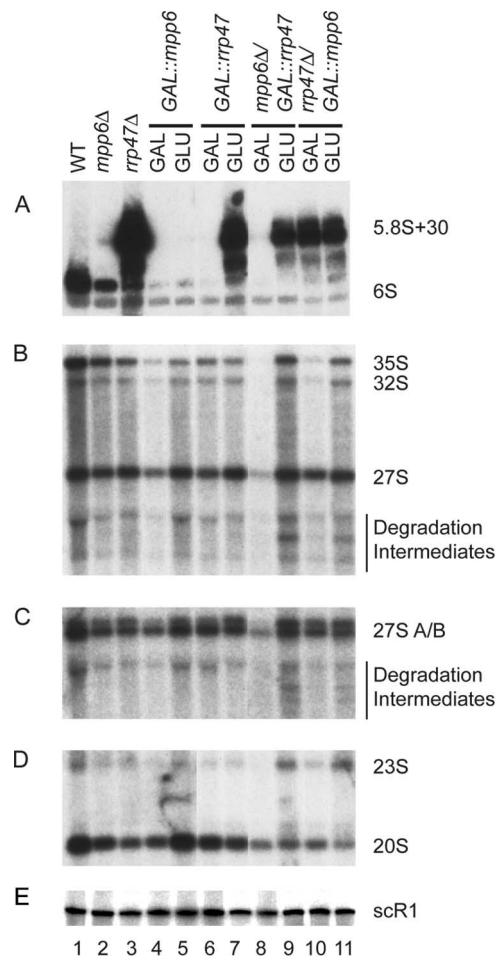 GAL::mpp6
GAL::rrp47
mpp6Δ/
GAL::rrp47
rrp47Δ/
GAL::mpp6
WT
mpp6Δ
rrp47Δ
GAL
GLU
GAL
GLU
GAL
GLU
GAL
GLU
A
5.8S+30
6S
B
35S
32S
27S
Degradation
Intermediates
C
27S A/B
Degradation
Intermediates
D
23S
20S
E
scR1
1 2 3 4 5 6 7 8 9 10 11